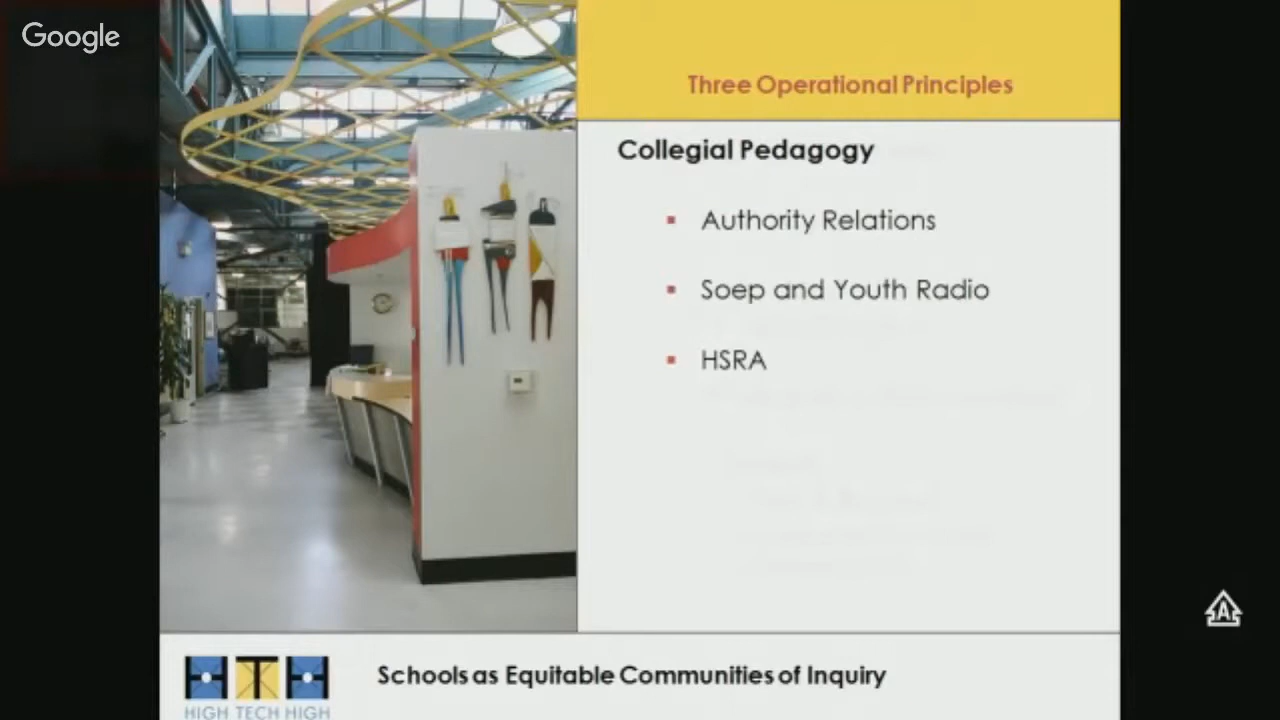 Google
Three Operational Principles
Collegial Pedagogy
Authority Relations
Soep and Youth Radio
HSRA
A
HTH
HIGH TECH HIGH
Schools as Equitable Communities of Inquiry